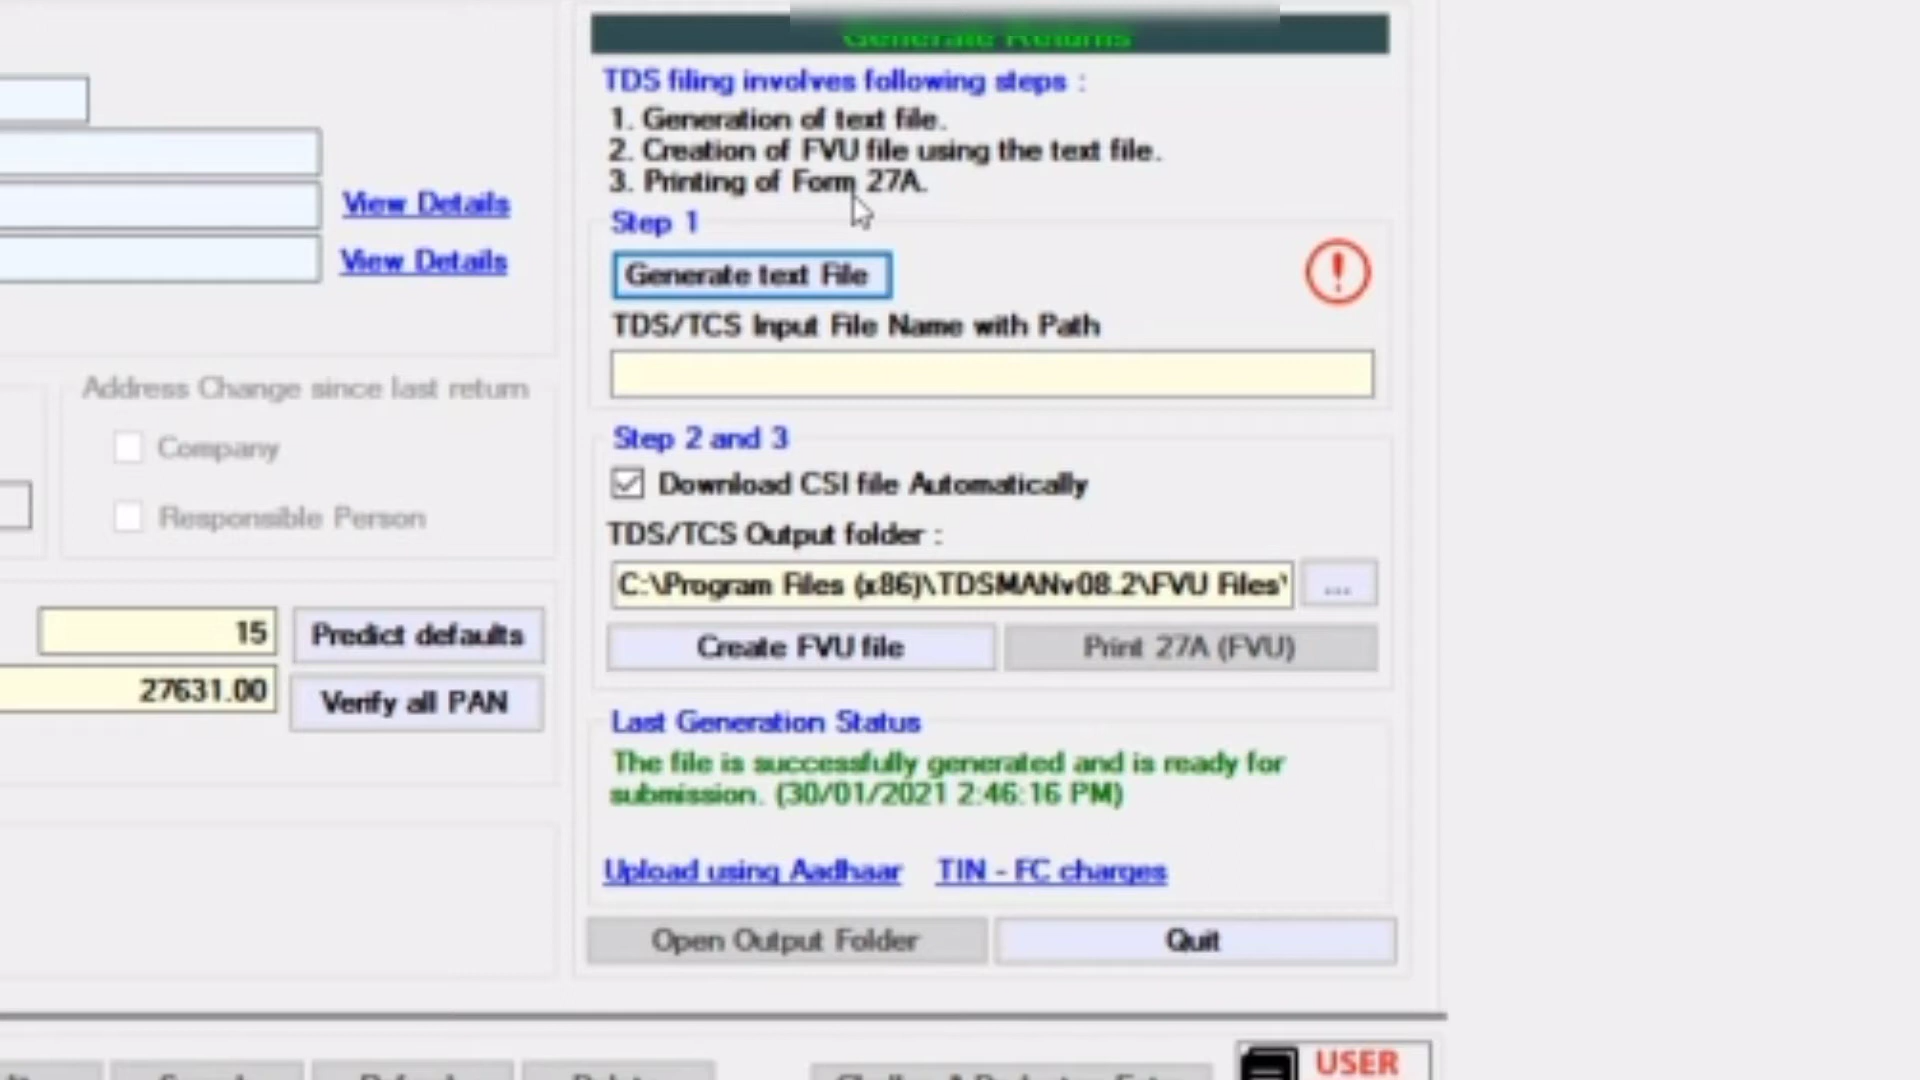 Generate Returns
TDS filing involves following steps :
1. Generation of text file.
2. Creation of FVU file using the text file.
3. Printing of Form 27A.
View Details
Step 1
View Details
Generate text File
TDS/TCS Input File Name with Path
Address Change since last return
Company
Step 2 and 3
Download CSI file Automatically
Responsible Person
TDS/TCS Output folder :
C:\Program Files (x86)\TDSMANv08.2\FVU Files\
...
15
Predict defaults
Create FVU file
Print 27A (FVU)
27631.00
Verify all PAN
Last Generation Status
The file is successfully generated and is ready for
submission. (30/01/2021 2:46:16 PM)
Upload using Aadhaar
TIN - FC charges
Open Output Folder
Quit
USER